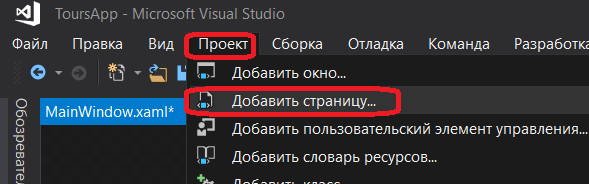 ToursApp - Microsoft Visual Studio
Файл Правка Вид Проект Сборка Отладка Команда Разработка
Добавить окно...
Добавить страницу...
MainWindow.xaml*
Добавить пользовательский элемент управления...
Добавить словарь ресурсов...
Добавить класс
Обозревател